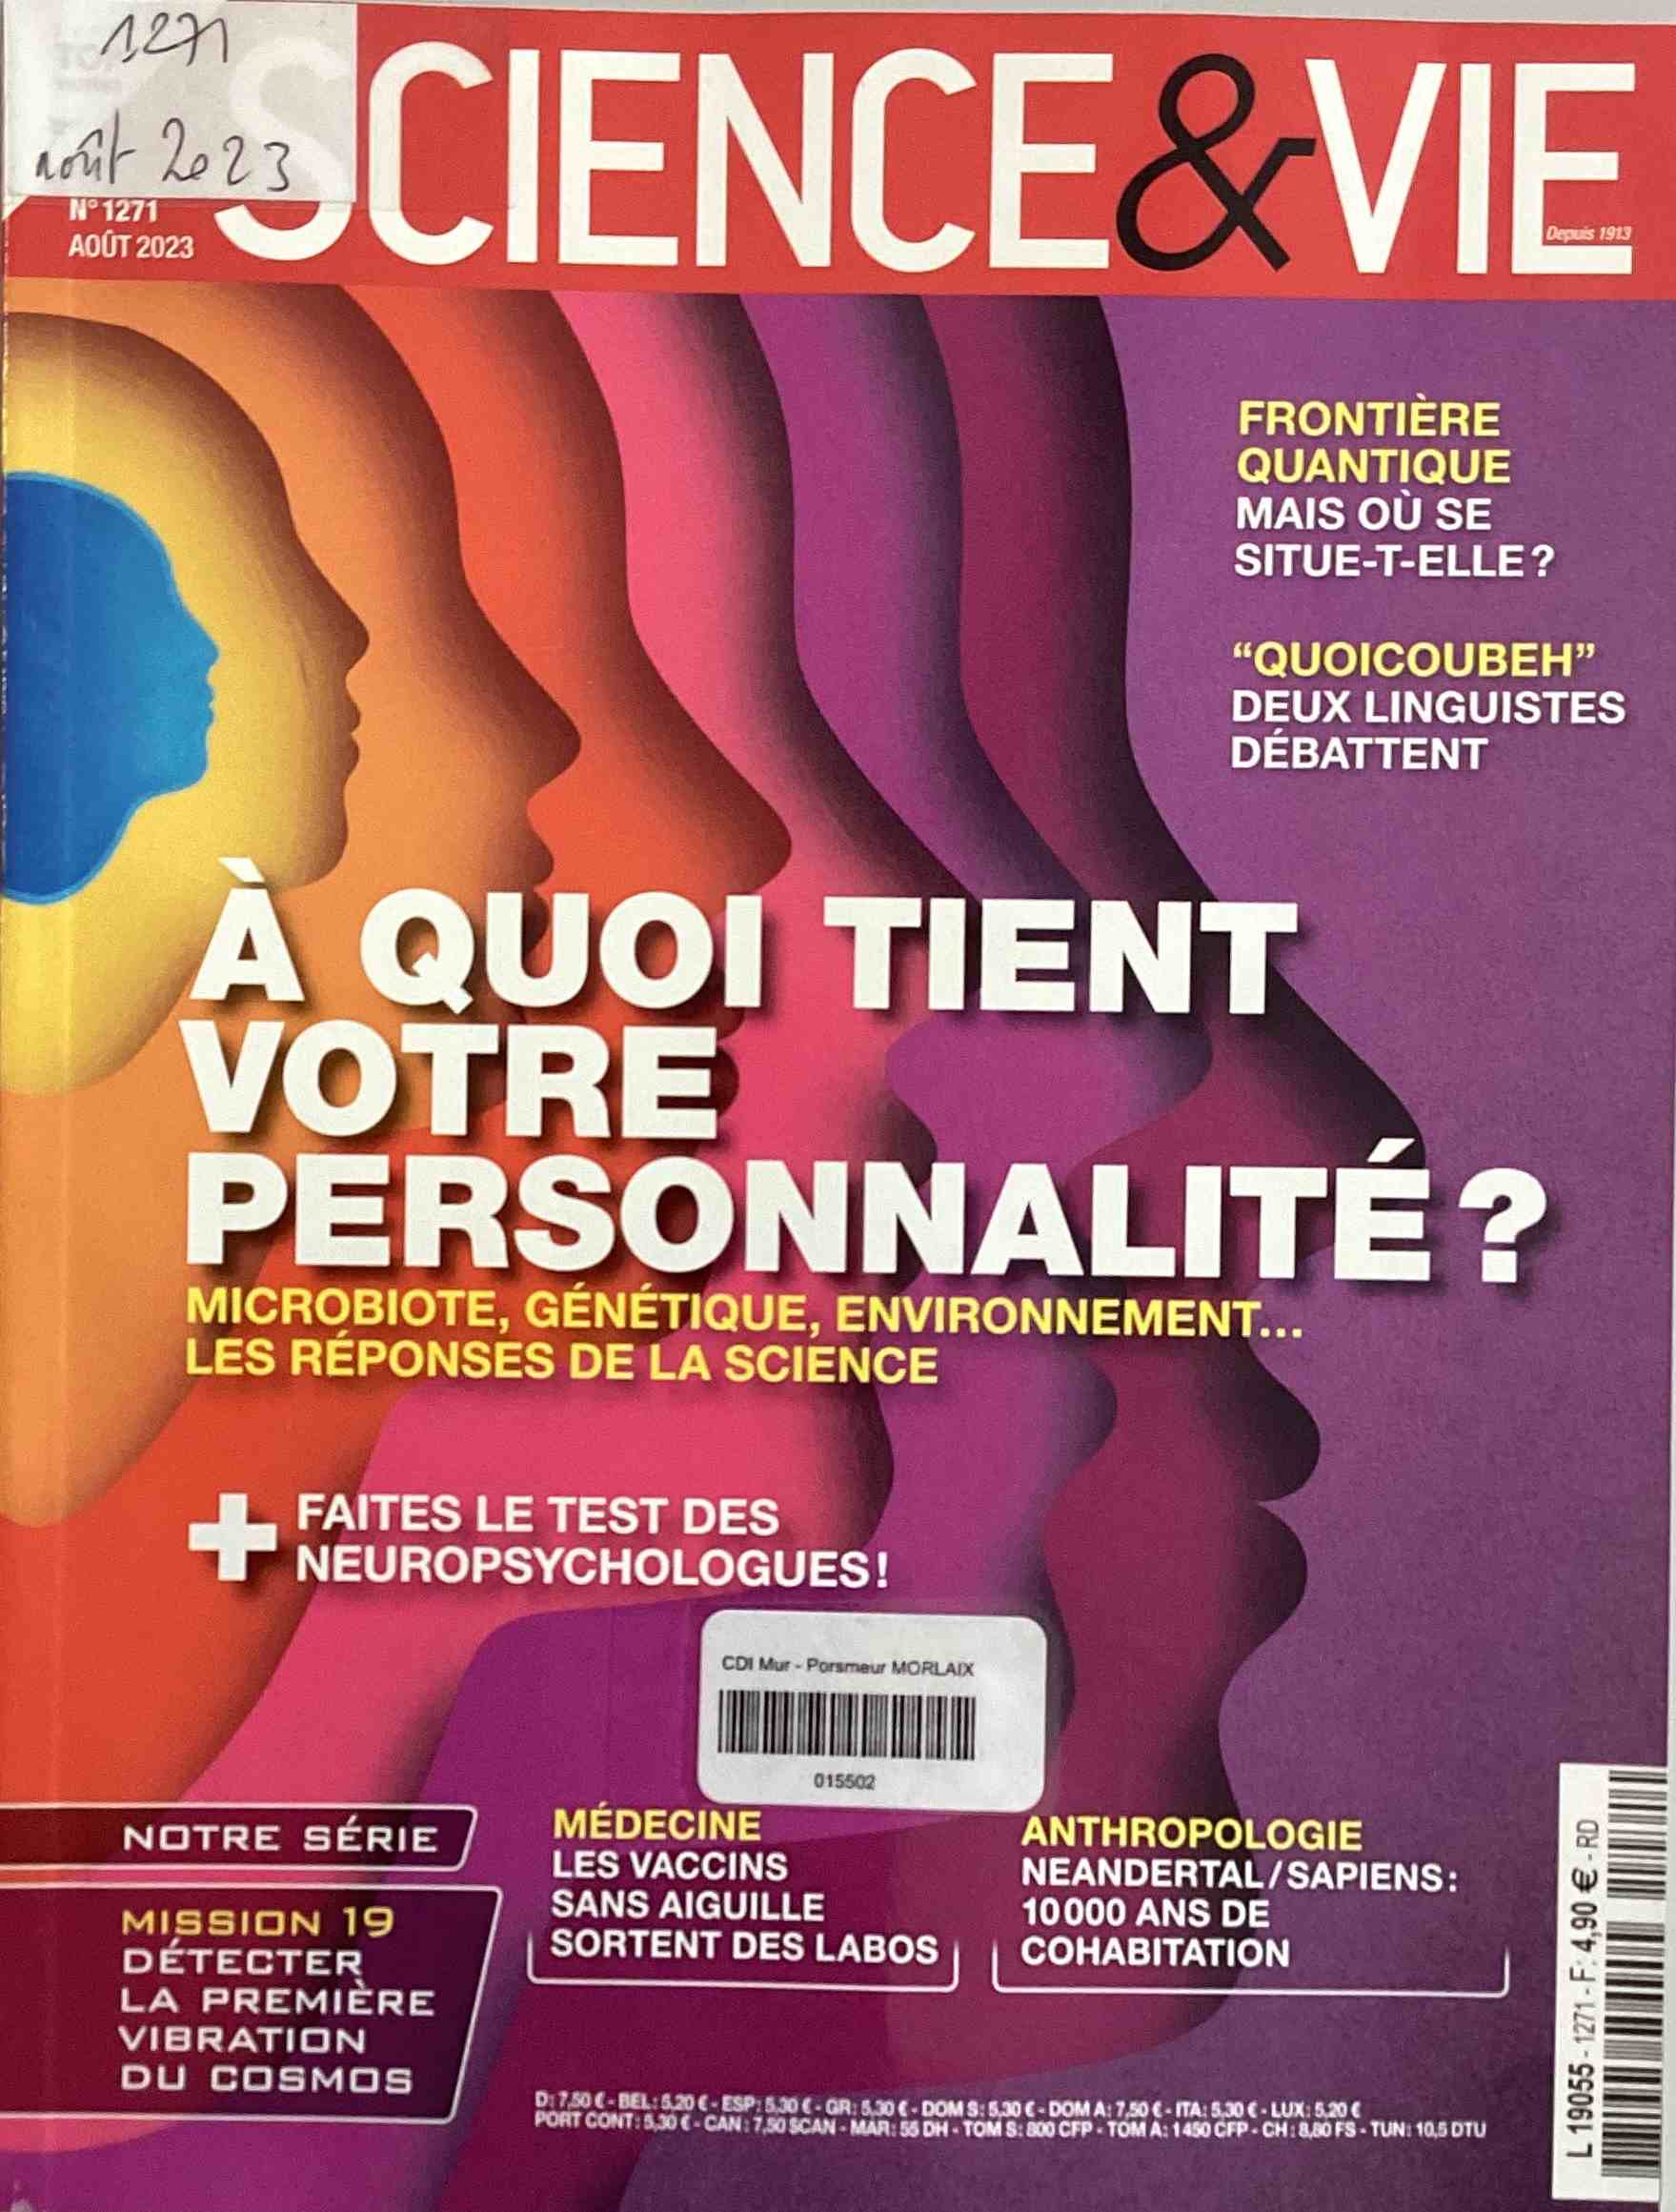 1271
août 2023
SCIENCE&VIE
N° 1271
AOÛT 2023
Depuis 1913
FRONTIÈRE
QUANTIQUE
MAIS OÙ SE
SITUE-T-ELLE ?
“QUOICOUBEH”
DEUX LINGUISTES
DÉBATTENT
À QUOI TIENT
VOTRE
PERSONNALITÉ ?
MICROBIOTE, GÉNÉTIQUE, ENVIRONNEMENT...
LES RÉPONSES DE LA SCIENCE
+ FAITES LE TEST DES
NEUROPSYCHOLOGUES !
CDI Mur - Porsmeur MORLAIX
015502
NOTRE SÉRIE
MISSION 19
DÉTECTER
LA PREMIÈRE
VIBRATION
DU COSMOS
MÉDECINE
LES VACCINS
SANS AIGUILLE
SORTENT DES LABOS
ANTHROPOLOGIE
NEANDERTAL / SAPIENS :
10 000 ANS DE
COHABITATION
D : 7,50 € - BEL : 5,20 € - ESP : 5,30 € - GR : 5,30 € - DOM S : 5,30 € - DOM A : 7,50 € - ITA : 5,30 € - LUX : 5,20 €
PORT CONT : 5,30 € - CAN : 7,50 $CAN - MAR : 55 DH - TOM S : 800 CFP - TOM A : 1450 CFP - CH : 8,80 FS - TUN : 10,5 DTU
L 19055 - 1271 - F: 4,90 € - RD